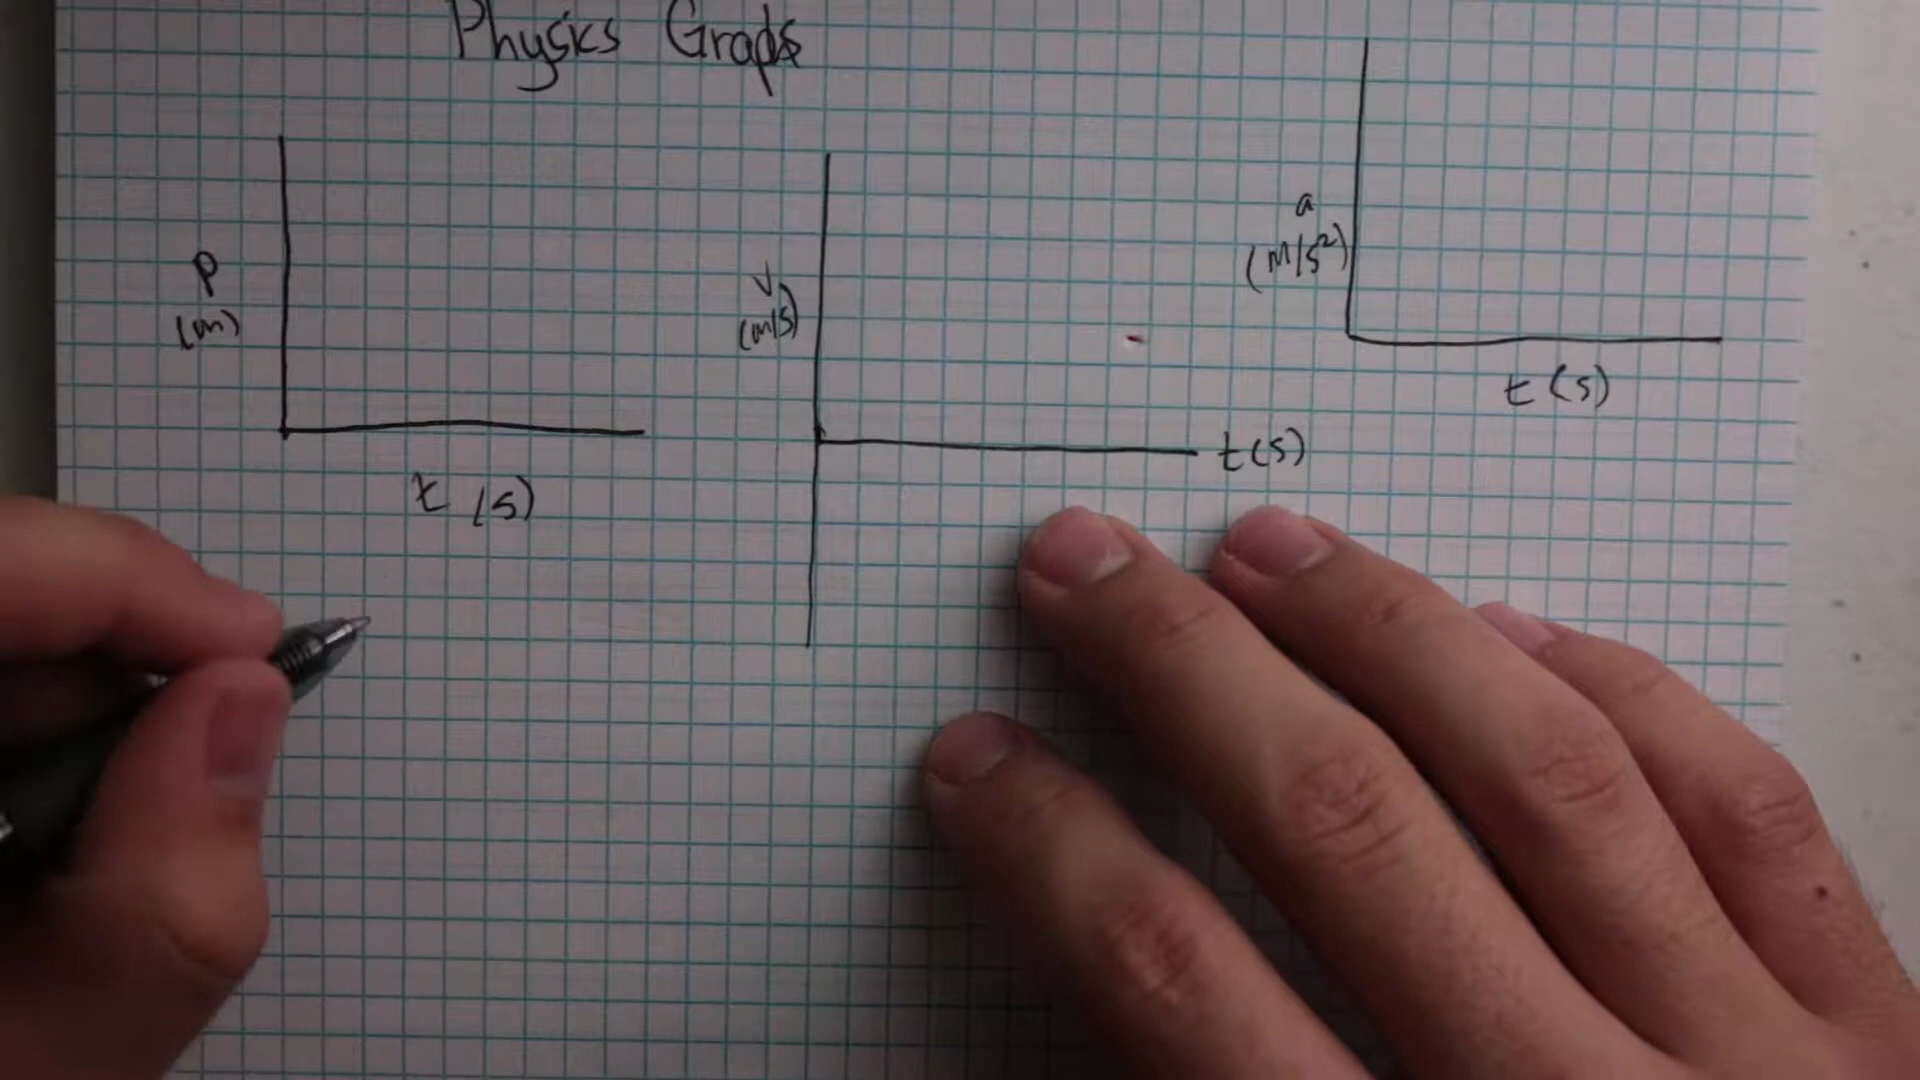 Physics Graphs
P
(m)
t (s)
v
(m/s)
t(s)
a
(m/s²)
t(s)